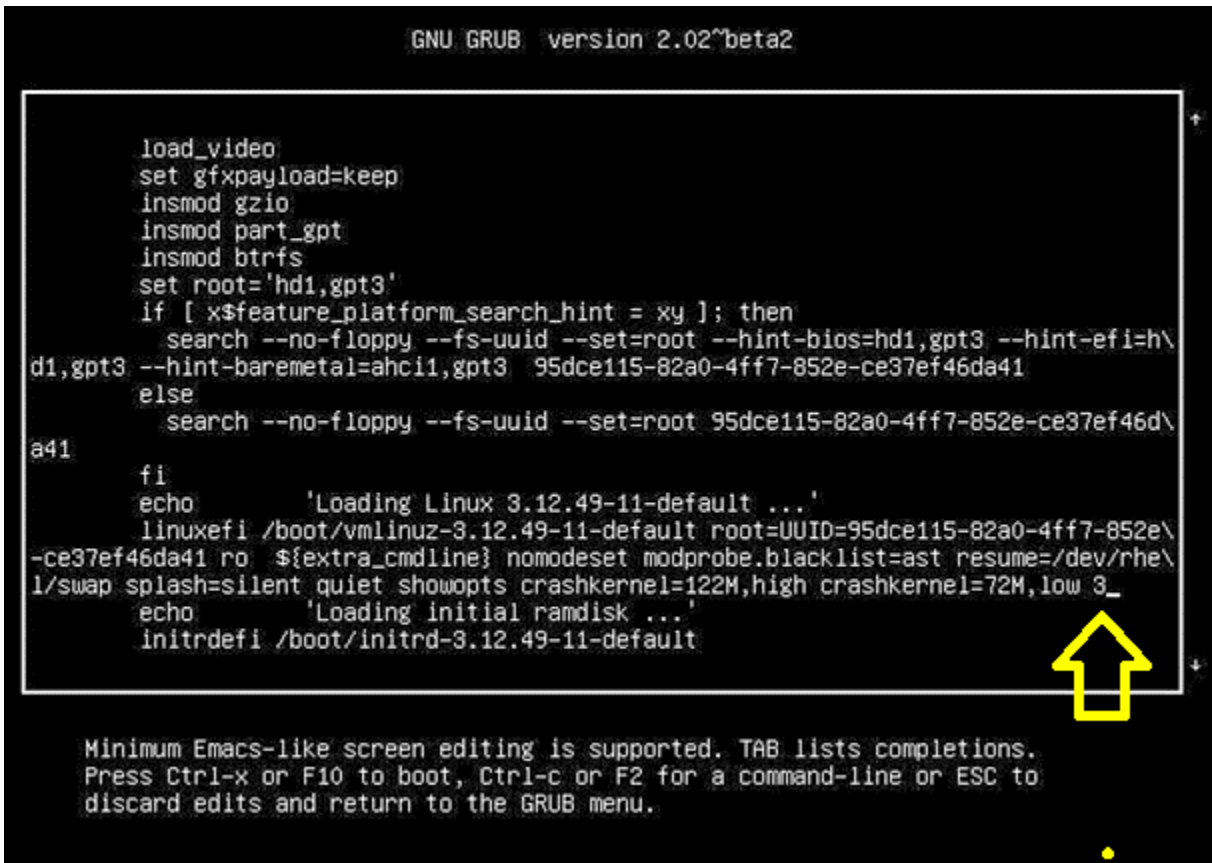 GNU GRUB  version 2.02~beta2
load_video
set gfxpayload=keep
insmod gzio
insmod part_gpt
insmod btrfs
set root='hd1,gpt3'
if [ x$feature_platform_search_hint = xy ]; then
search --no-floppy --fs-uuid --set=root --hint-bios=hd1,gpt3 --hint-efi=h\
d1,gpt3 --hint-baremetal=ahci1,gpt3  95dce115-82a0-4ff7-852e-ce37ef46da41
else
search --no-floppy --fs-uuid --set=root 95dce115-82a0-4ff7-852e-ce37ef46d\
a41
fi
echo        'Loading Linux 3.12.49-11-default ...'
linuxefi /boot/vmlinuz-3.12.49-11-default root=UUID=95dce115-82a0-4ff7-852e\
-ce37ef46da41 ro  ${extra_cmdline} nomodeset modprobe.blacklist=ast resume=/dev/rhe\
l/swap splash=silent quiet showopts crashkernel=122M,high crashkernel=72M,low 3_
echo        'Loading initial ramdisk ...'
initrdefi /boot/initrd-3.12.49-11-default
Minimum Emacs-like screen editing is supported. TAB lists completions.
Press Ctrl-x or F10 to boot, Ctrl-c or F2 for a command-line or ESC to
discard edits and return to the GRUB menu.